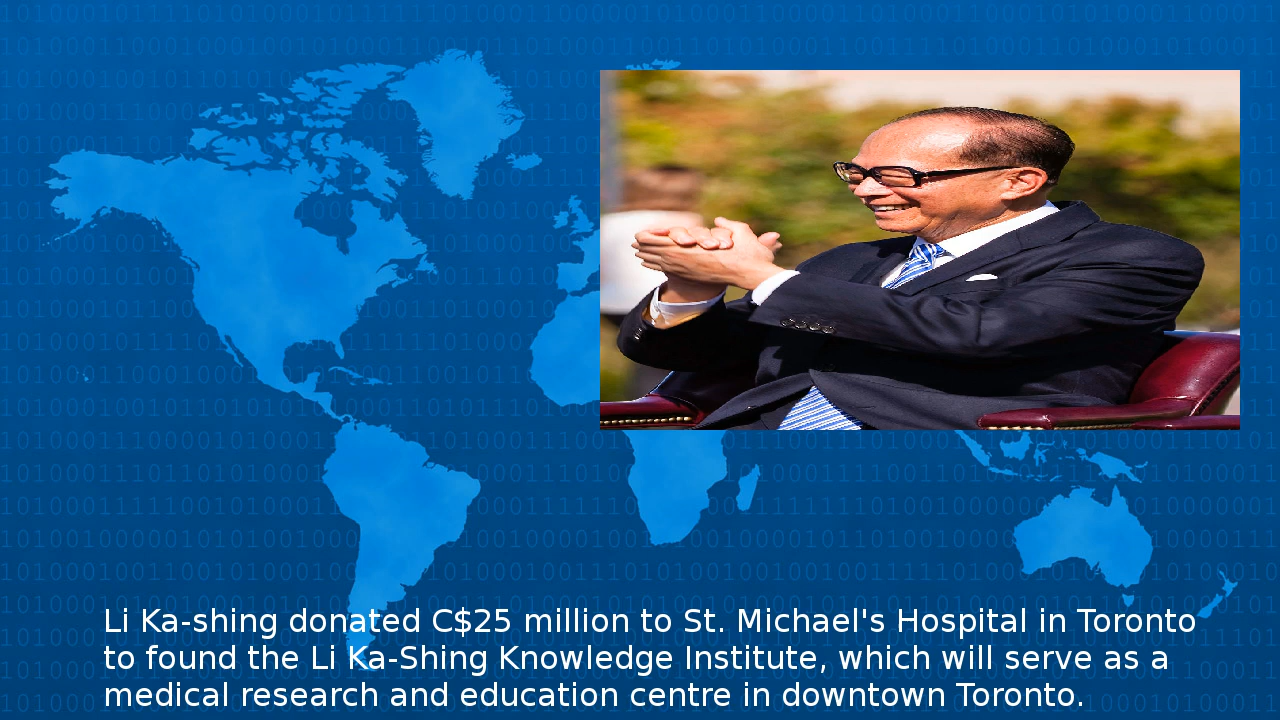 Li Ka-shing donated C$25 million to St. Michael's Hospital in Toronto
to found the Li Ka-Shing Knowledge Institute, which will serve as a
medical research and education centre in downtown Toronto.